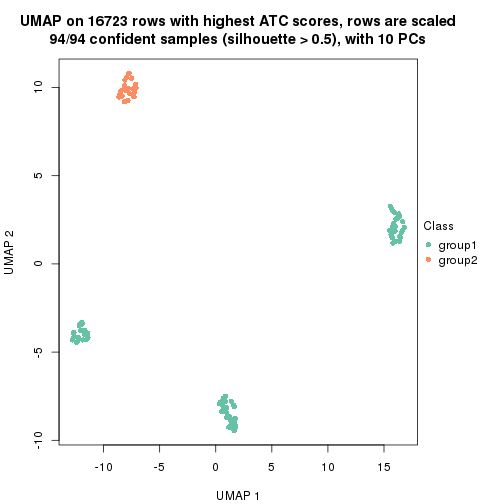 UMAP on 16723 rows with highest ATC scores, rows are scaled
94/94 confident samples (silhouette > 0.5), with 10 PCs
10
5
0
-5
-10
UMAP 2
-10 -5 0 5 10 15
UMAP 1
Class
group1
group2